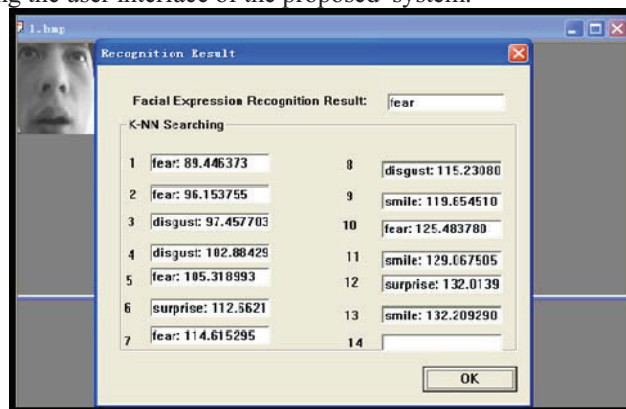 ng the user interface of the proposed system.
1.bmp
Recognition Result
Facial Expression Recognition Result: fear
K-NN Searching
1 fear: 89.446373
2 fear: 96.153755
3 disgust: 97.457703
4 disgust: 102.88429
5 fear: 105.318993
6 surprise: 112.5621
7 fear: 114.615295
8 disgust: 115.23080
9 smile: 119.654510
10 fear: 125.483780
11 smile: 129.067505
12 surprise: 132.0139
13 smile: 132.209290
14
OK